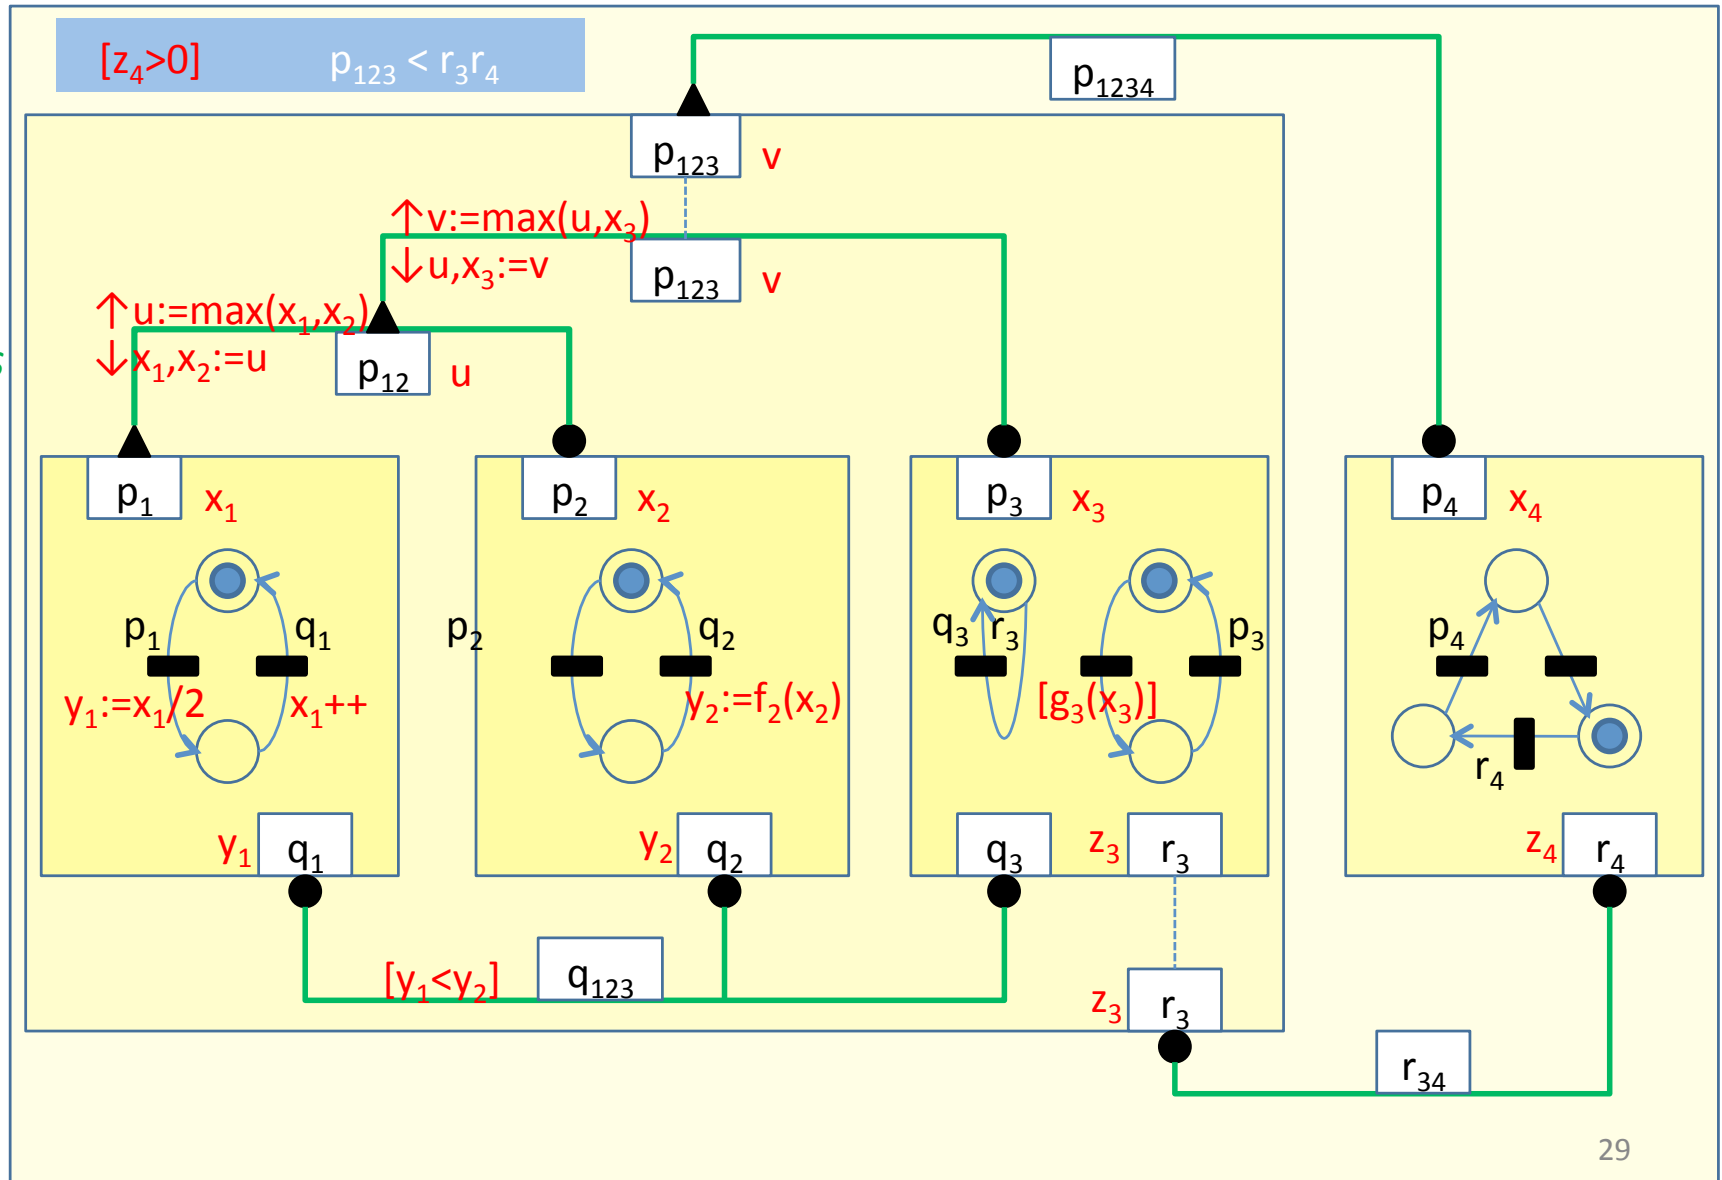 [z₄>0] p₁₂₃ < r₃r₄
p₁₂₃₄
p₁₂₃ v
↑v:=max(u,x₃)
↓u,x₃:=v
p₁₂₃ v
↑u:=max(x₁,x₂)
↓x₁,x₂:=u
s
p₁₂ u
p₁ x₁
p₂ x₂
p₃ x₃
p₄ x₄
p₁ q₁
p₂ q₂
q₃ r₃ p₃
p₄
y₁:=x₁/2 x₁++
y₂:=f₂(x₂)
[g₃(x₃)]
r₄
y₁ q₁
y₂ q₂
q₃
z₃ r₃
z₄ r₄
[y₁<y₂] q₁₂₃
z₃ r₃
r₃₄
29